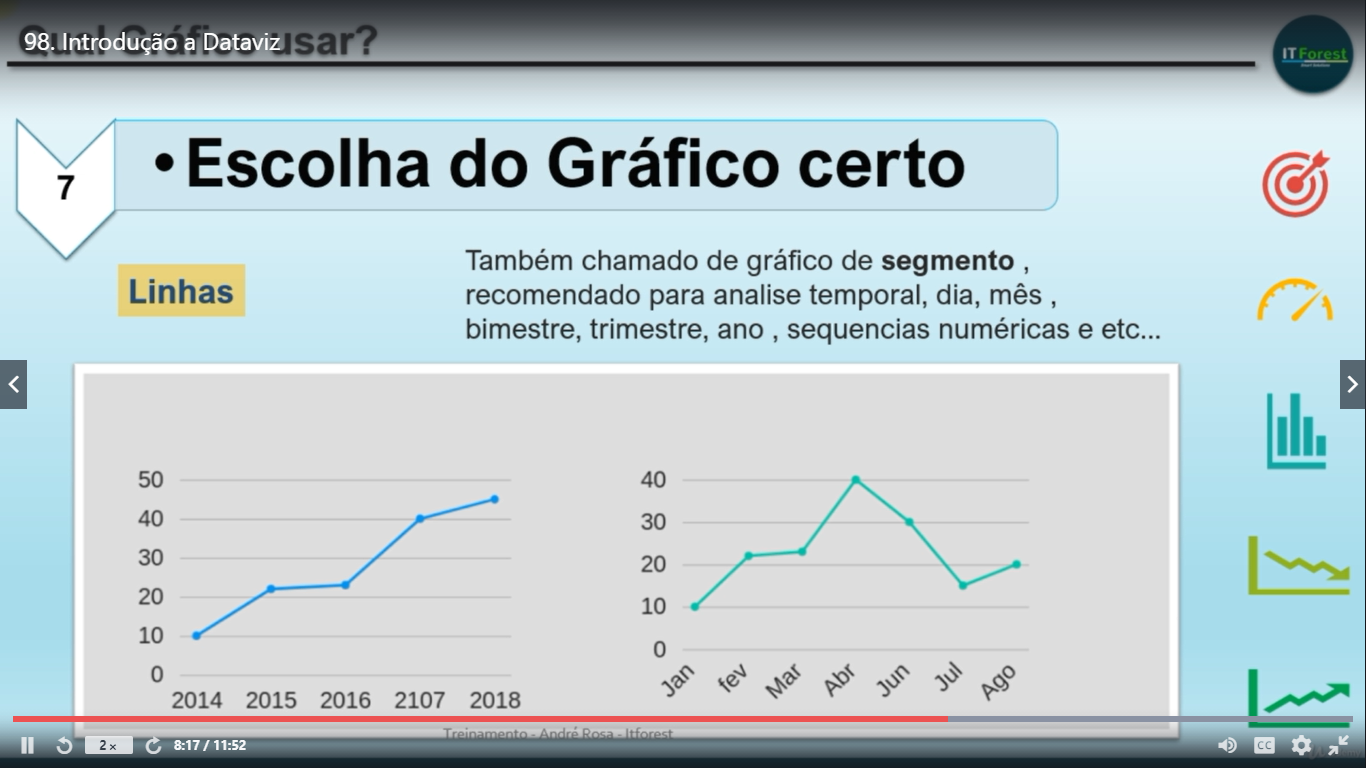 Qual Gráfico usar?
98. Introdução a Dataviz
ITForest
7
• Escolha do Gráfico certo
Linhas
Também chamado de gráfico de segmento ,
recomendado para analise temporal, dia, mês ,
bimestre, trimestre, ano , sequencias numéricas e etc...
50
40
30
20
10
0
2014 2015 2016 2107 2018
40
30
20
10
0
Jan fev Mar Abr Jun Jul Ago
Treinamento - André Rosa - Itforest
2x
8:17 / 11:52
CC